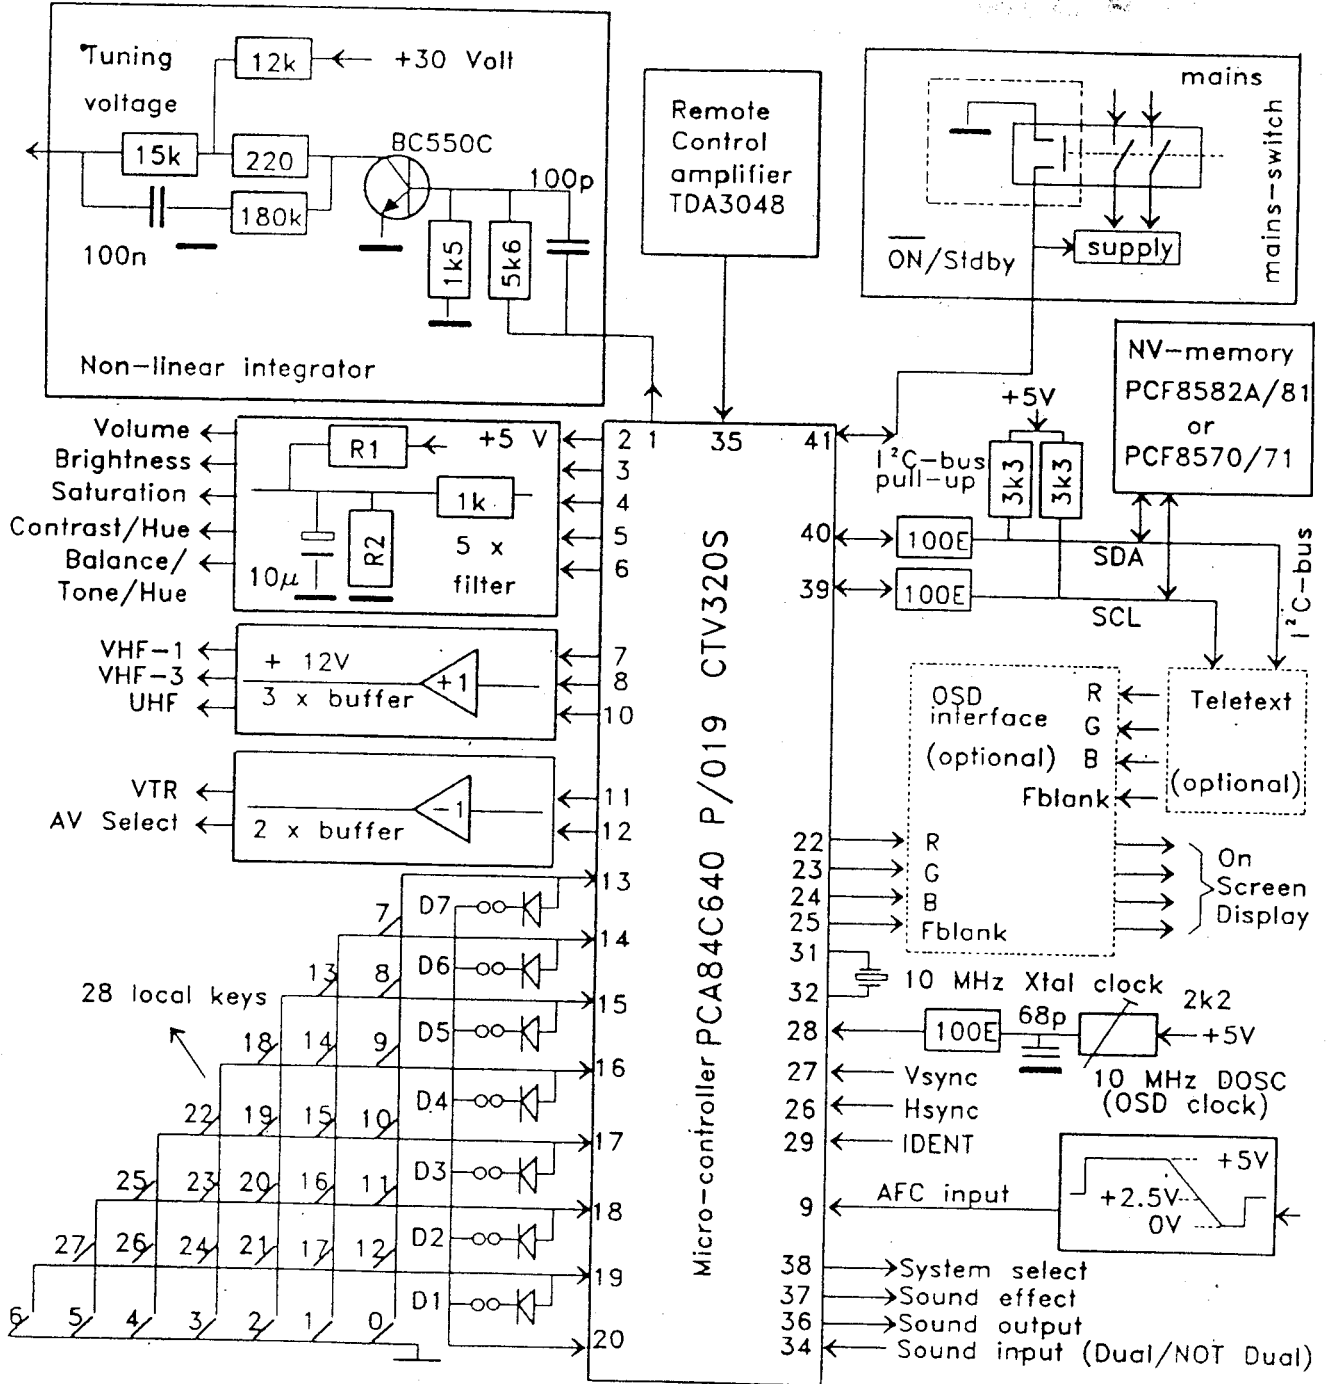 Tuning
voltage
12k
+30 Volt
15k
220
180k
100n
BC550C
100p
1k5
5k6
Non-linear integrator
Remote
Control
amplifier
TDA3048
mains
mains-switch
supply
ON/Stdby
NV-memory
PCF8582A/81
or
PCF8570/71
+5V
I²C-bus
pull-up
3k3
3k3
100E
SDA
100E
SCL
I²C-bus
Volume
Brightness
Saturation
Contrast/Hue
Balance/
Tone/Hue
R1
+5 V
1k
R2
10µ
5 x
filter
2 1 35 41
3
4
5
6
40
39
VHF-1
VHF-3
UHF
+ 12V
3 x buffer
+1
7
8
10
VTR
AV Select
2 x buffer
-1
11
12
Micro-controller PCA84C640 P/019 CTV320S
OSD
interface
(optional)
R
G
B
Fblank
Teletext
(optional)
22
23
24
25
R
G
B
Fblank
On
Screen
Display
31
32
10 MHz Xtal clock
28
100E
68p
2k2
+5V
10 MHz DOSC
(OSD clock)
27 Vsync
26 Hsync
29 IDENT
9 AFC input
+5V
+2.5V
0V
38 System select
37 Sound effect
36 Sound output
34 Sound input (Dual/NOT Dual)
28 local keys
13
7 D7
14
13 8 D6
15
18 14 9 D5
16
22 19 15 10 D4
17
25 23 20 16 11 D3
18
27 26 24 21 17 12 D2
19
6 5 4 3 2 1 0 D1
20